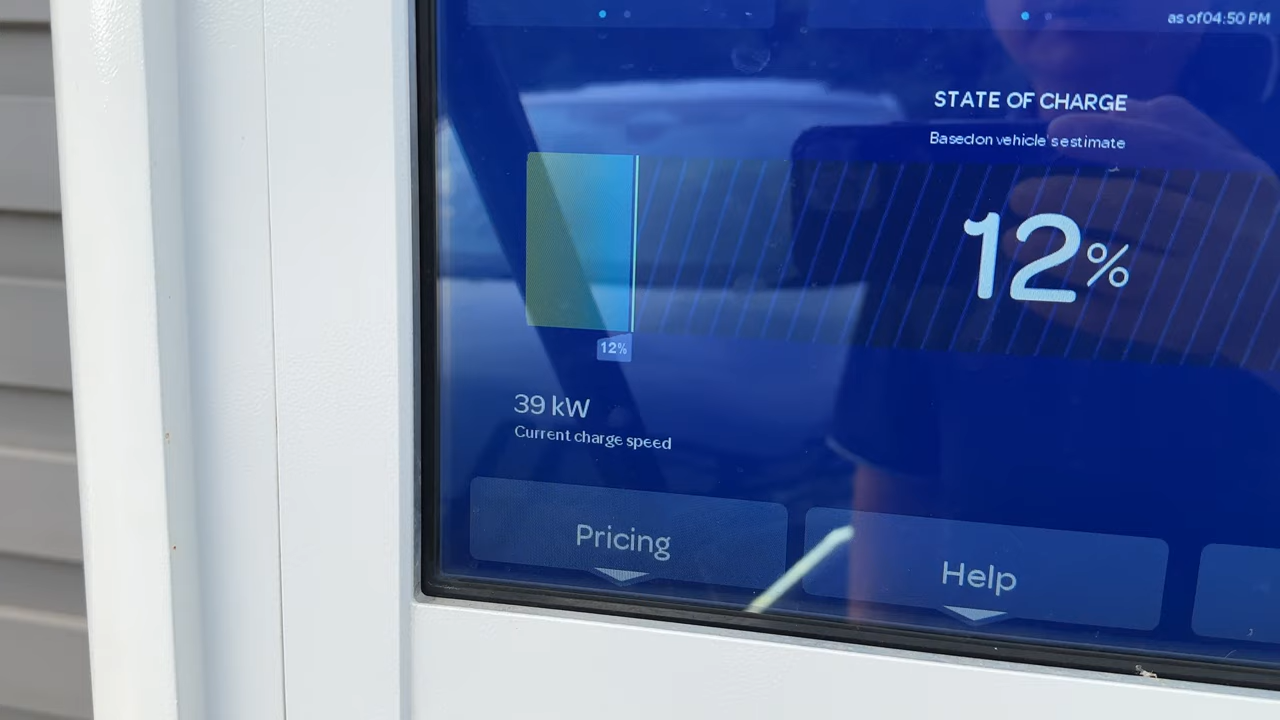 as of 04:50 PM
STATE OF CHARGE
Based on vehicle's estimate
12%
12%
39 kW
Current charge speed
Pricing
Help